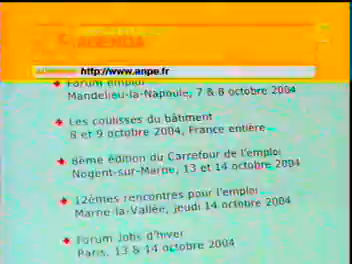 AGENDA
http://www.anpe.fr
Forum emploi
Mandelieu-la-Napoule, 7 & 8 octobre 2004
Les coulisses du bâtiment
8 et 9 octobre 2004, France entière
8ème édition du Carrefour de l'emploi
Nogent-sur-Marne, 13 et 14 octobre 2004
12èmes rencontres pour l'emploi
Marne-la-Vallée, jeudi 14 octobre 2004
Forum Jobs d'hiver
Paris, 13 & 14 octobre 2004